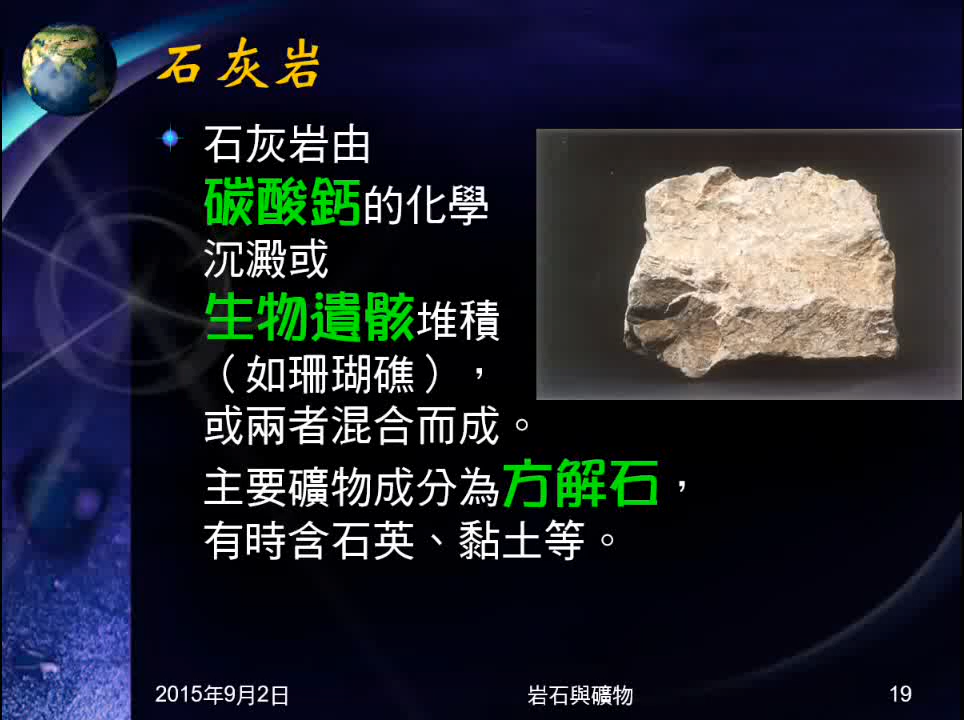 石灰岩
石灰岩由
碳酸鈣的化學
沉澱或
生物遺骸堆積
（如珊瑚礁），
或兩者混合而成。
主要礦物成分為方解石，
有時含石英、黏土等。
2015年9月2日
岩石與礦物
19